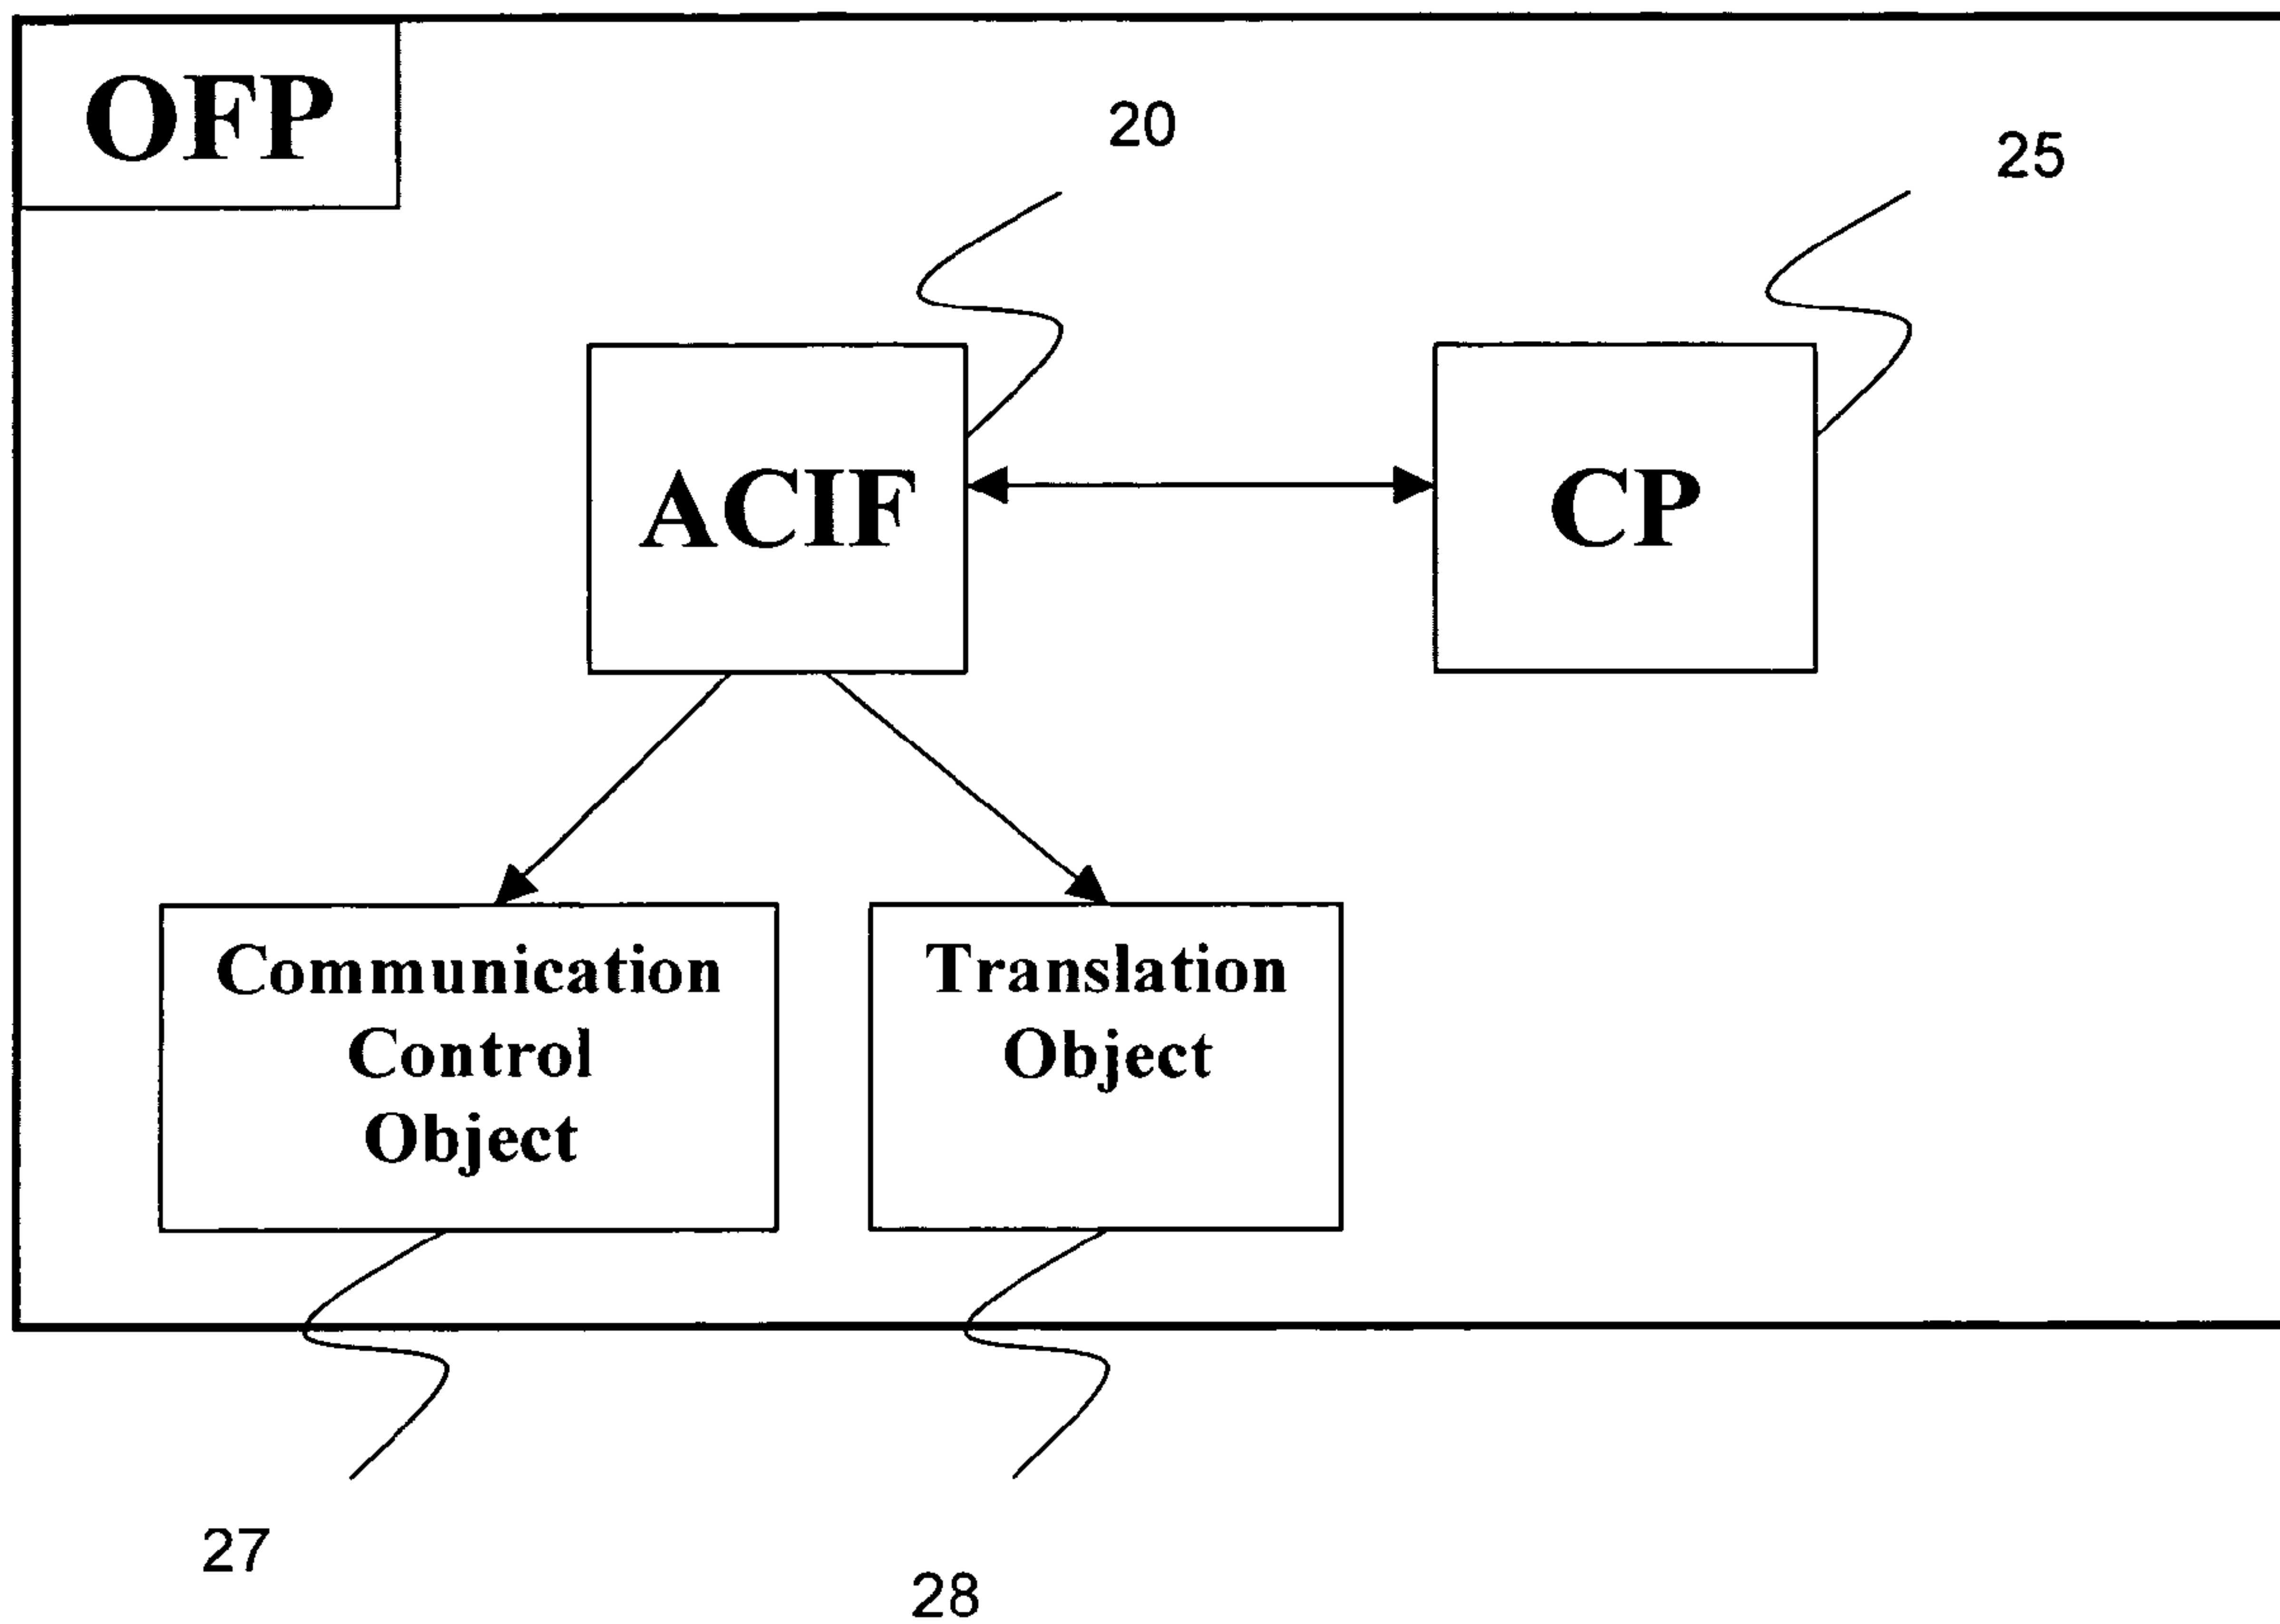 OFP
20
25
ACIF
CP
Communication
Control
Object
Translation
Object
27
28